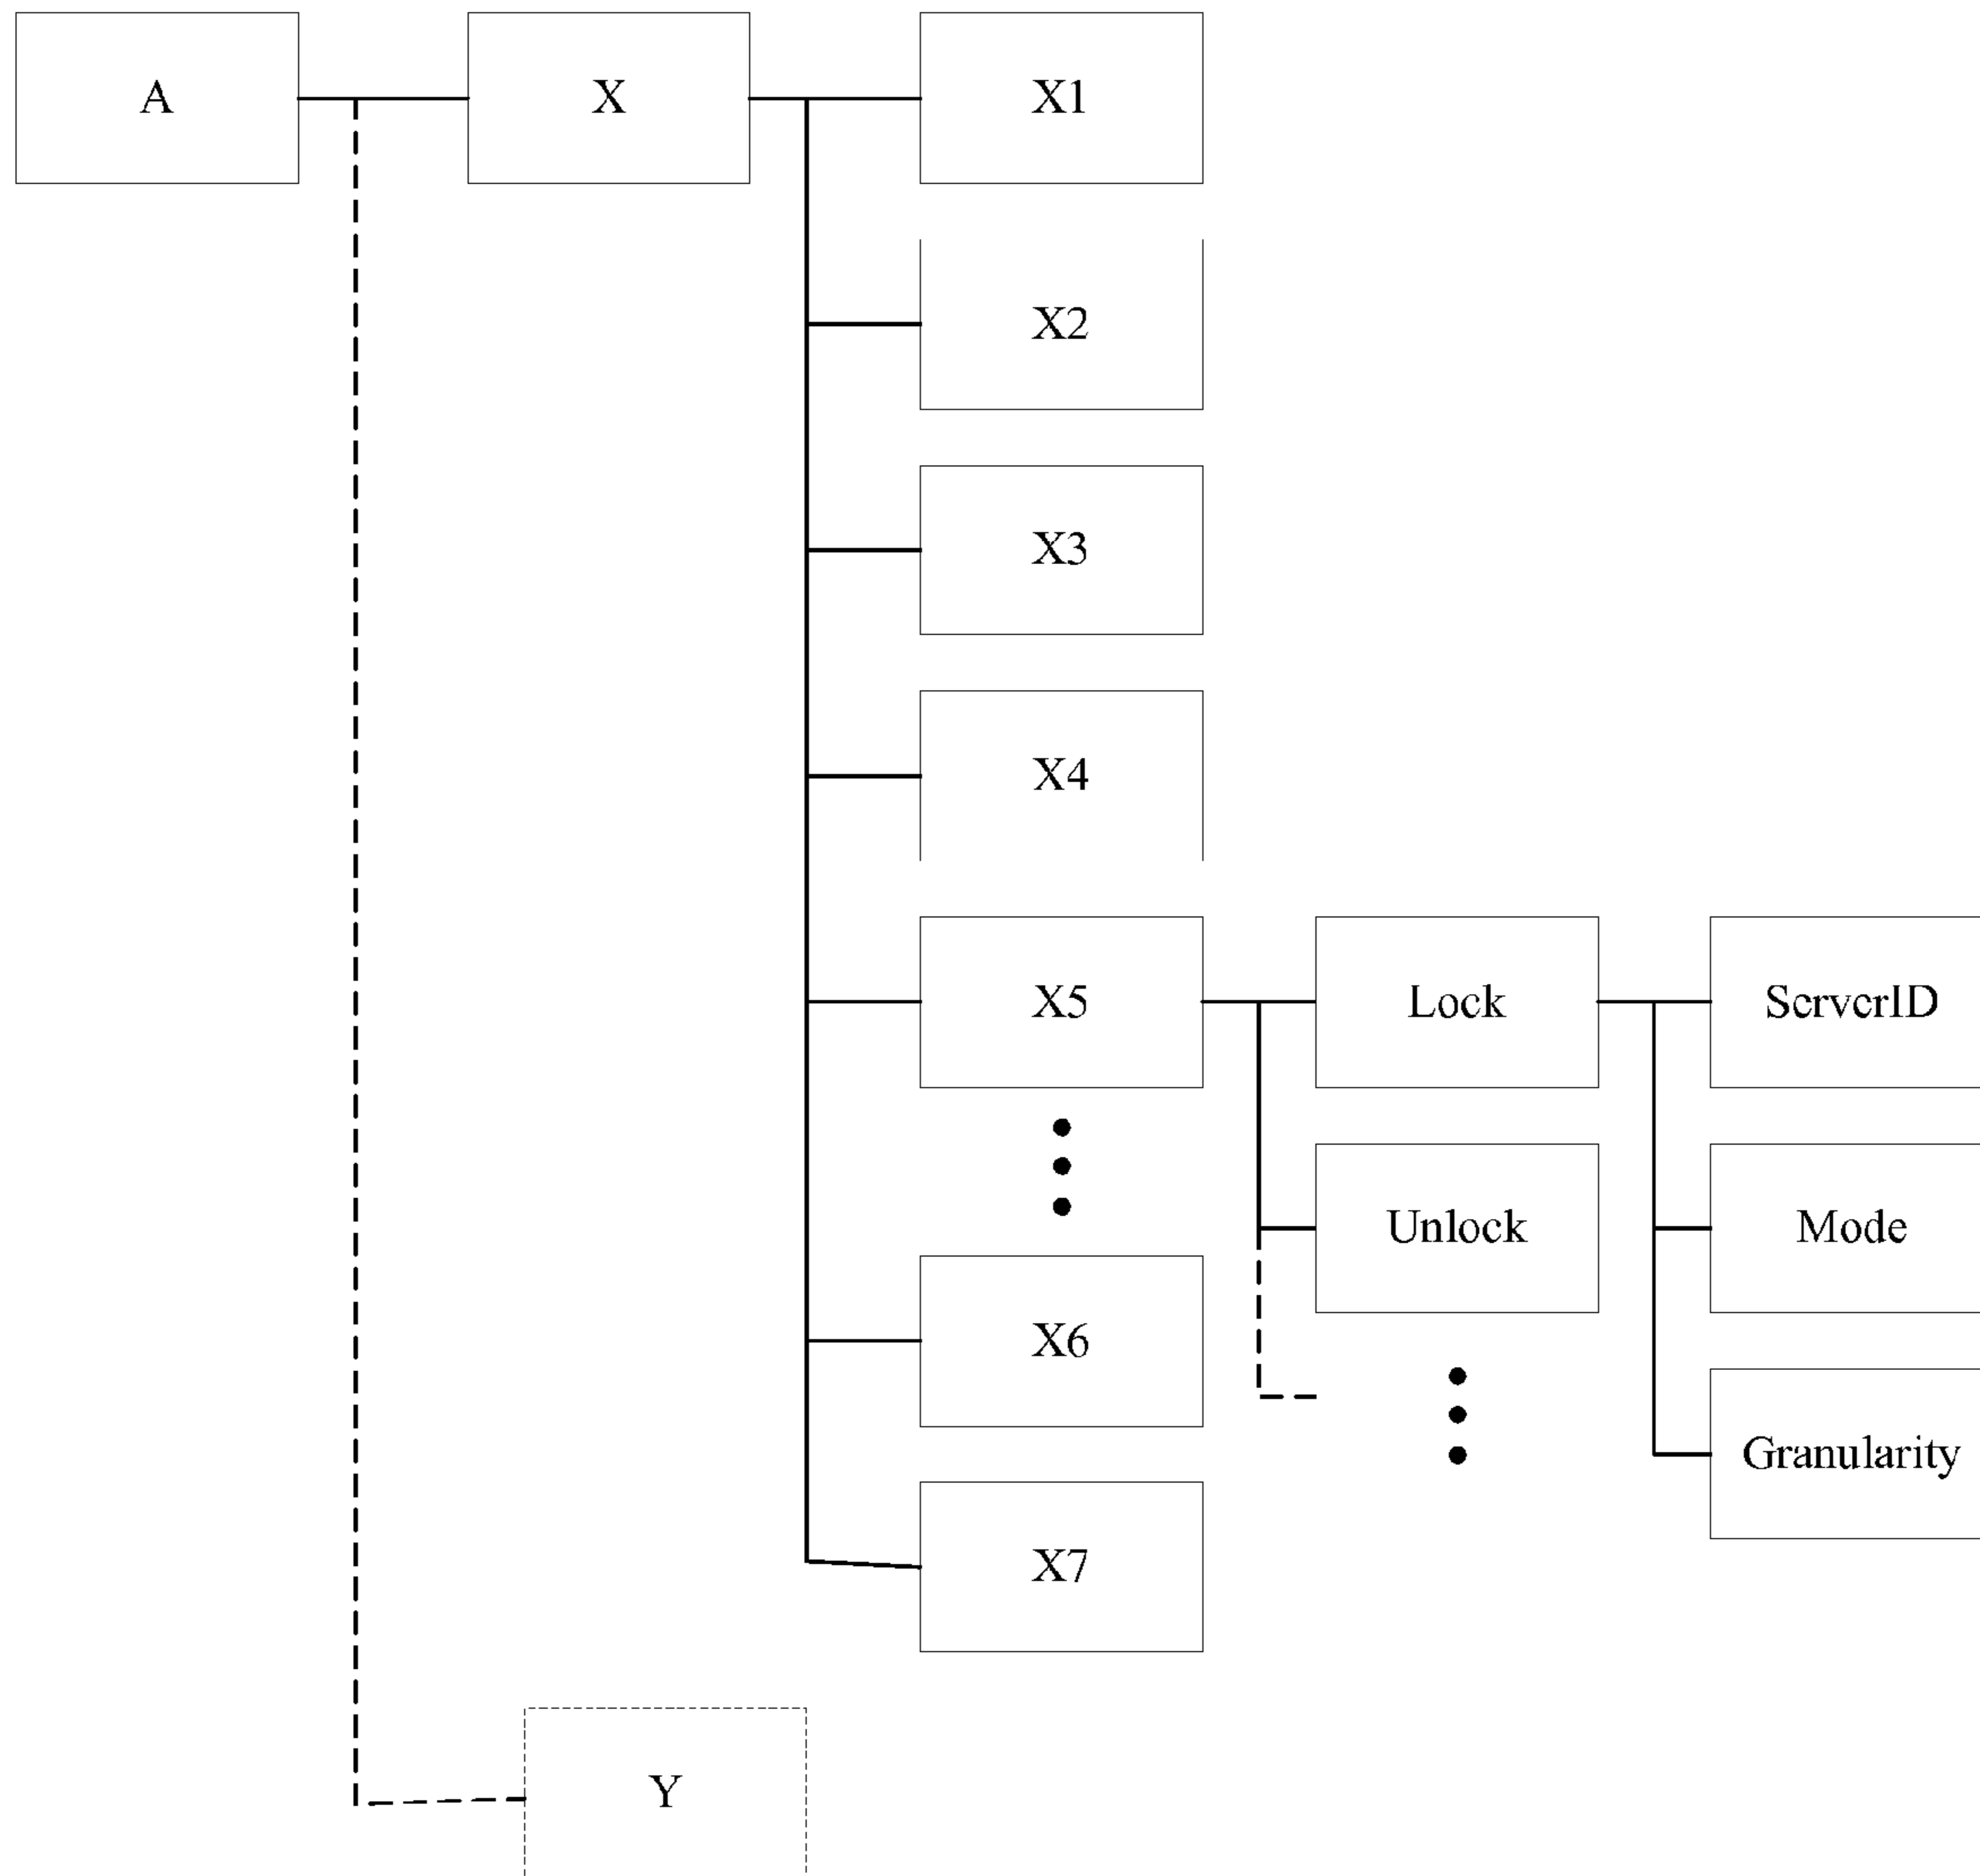 A
X
X1
X2
X3
X4
X5
Lock
ServerID
Unlock
Mode
X6
Granularity
X7
Y